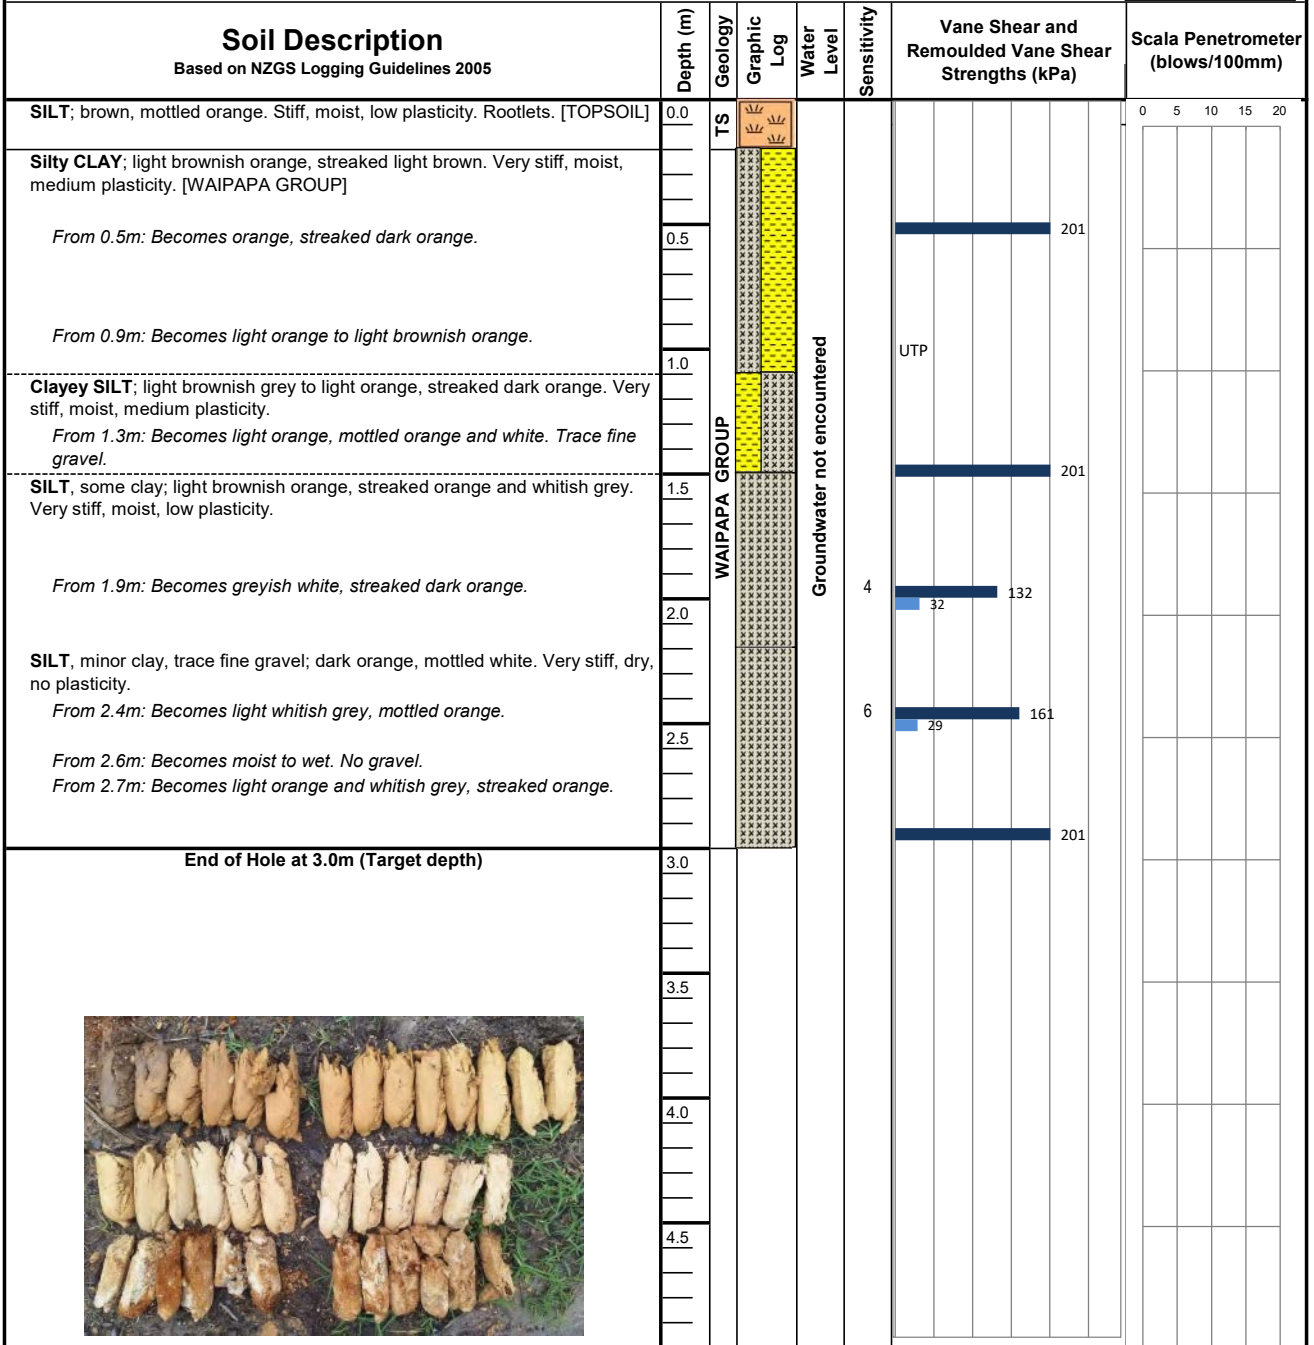 Soil Description
Based on NZGS Logging Guidelines 2005
Depth (m)
Geology
Graphic
Log
Water
Level
Sensitivity
Vane Shear and
Remoulded Vane Shear
Strengths (kPa)
Scala Penetrometer
(blows/100mm)
0 5 10 15 20
SILT; brown, mottled orange. Stiff, moist, low plasticity. Rootlets. [TOPSOIL]
0.0
TS
Silty CLAY; light brownish orange, streaked light brown. Very stiff, moist,
medium plasticity. [WAIPAPA GROUP]
From 0.5m: Becomes orange, streaked dark orange.
0.5
201
From 0.9m: Becomes light orange to light brownish orange.
UTP
1.0
Clayey SILT; light brownish grey to light orange, streaked dark orange. Very
stiff, moist, medium plasticity.
From 1.3m: Becomes light orange, mottled orange and white. Trace fine
gravel.
201
WAIPAPA GROUP
Groundwater not encountered
SILT, some clay; light brownish orange, streaked orange and whitish grey.
Very stiff, moist, low plasticity.
1.5
From 1.9m: Becomes greyish white, streaked dark orange.
4
132
32
2.0
SILT, minor clay, trace fine gravel; dark orange, mottled white. Very stiff, dry,
no plasticity.
From 2.4m: Becomes light whitish grey, mottled orange.
6
161
29
2.5
From 2.6m: Becomes moist to wet. No gravel.
From 2.7m: Becomes light orange and whitish grey, streaked orange.
201
End of Hole at 3.0m (Target depth)
3.0
3.5
4.0
4.5